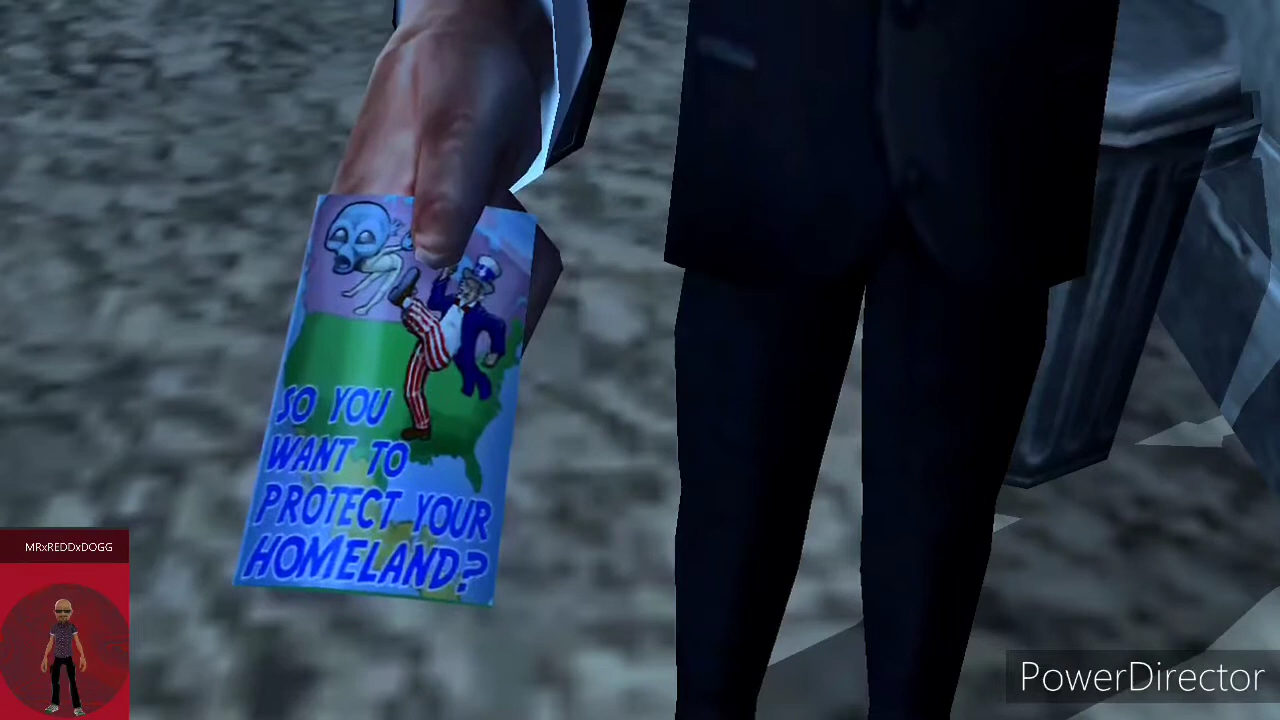 SO YOU
WANT TO
PROTECT YOUR
HOMELAND?
MRxREDDxDOGG
PowerDirector